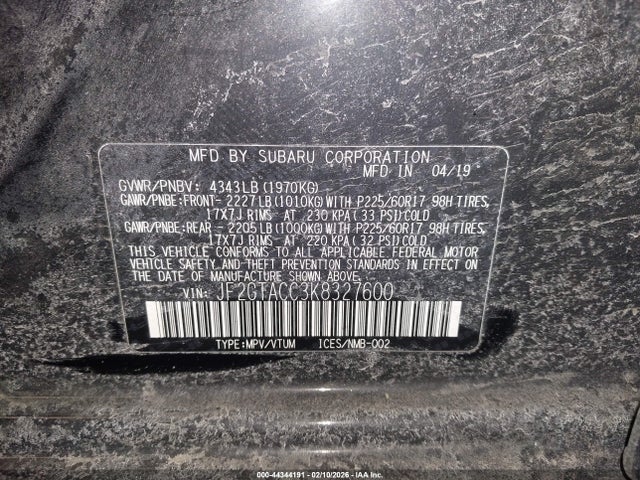 MFD BY SUBARU CORPORATION
MFD IN 04/19
GVWR/PNBV: 4343LB(1970KG)
GAWR/PNBE:FRONT- 2227LB(1010KG)WITH P225/60R17 98H TIRES,
17X7J RIMS AT 230 KPA(33 PSI)COLD
GAWR/PNBE:REAR - 2205LB(1000KG)WITH P225/60R17 98H TIRES,
17X7J RIMS AT 220 KPA(32 PSI)COLD
THIS VEHICLE CONFORMS TO ALL APPLICABLE FEDERAL MOTOR
VEHICLE SAFETY, BUMPER, AND THEFT PREVENTION STANDARDS IN EFFECT ON
THE DATE OF MANUFACTURE SHOWN ABOVE.
VIN: JF2GTACC3K8327600
TYPE:MPV/VTUM ICES/NMB-002
000-44344191 - 02/10/2026 - IAA Inc.